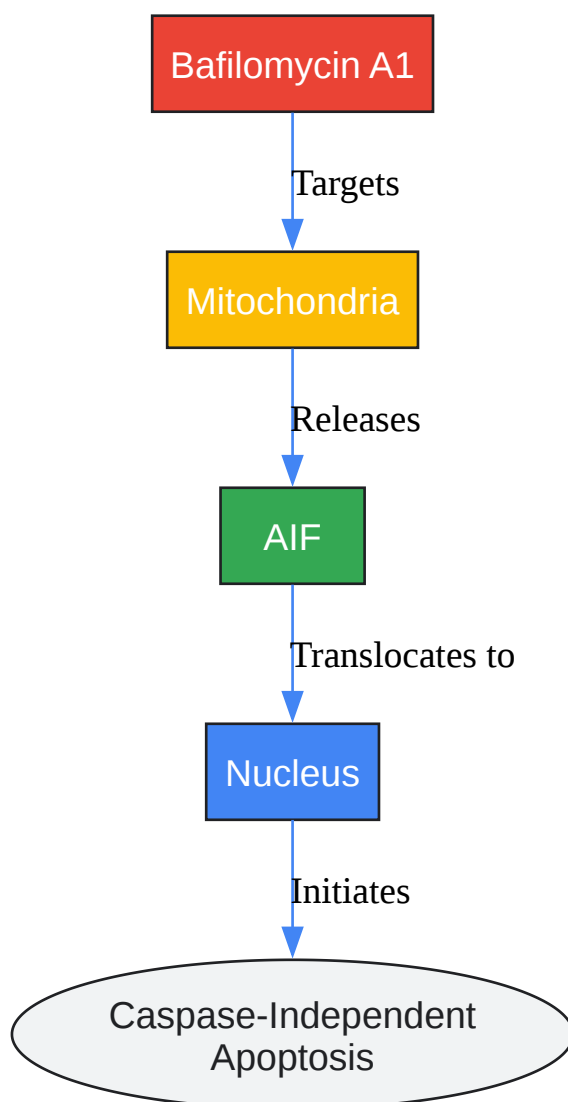 Bafilomycin A1
Targets
Mitochondria
Releases
AIF
Translocates to
Nucleus
Initiates
Caspase-Independent
Apoptosis